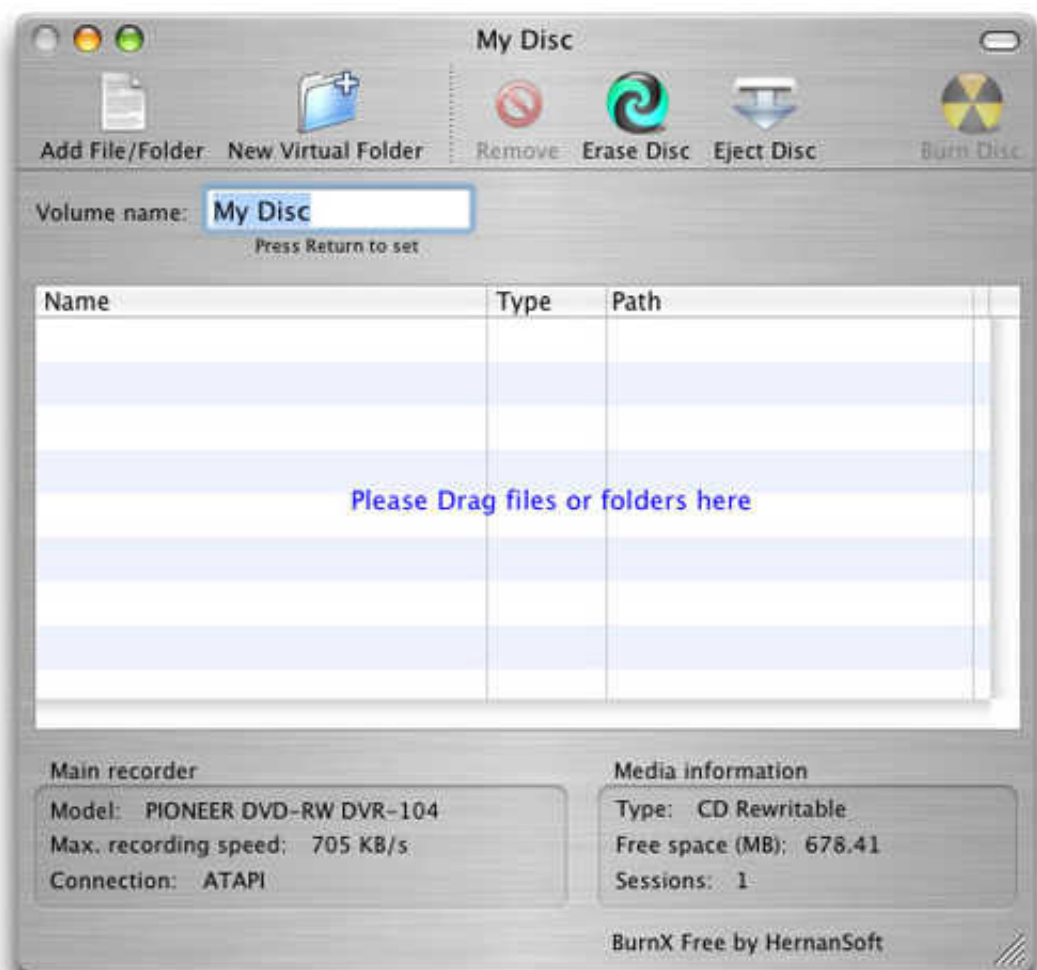 My Disc
Add File/Folder New Virtual Folder Remove Erase Disc Eject Disc Burn Disc
Volume name: My Disc
Press Return to set
Name Type Path
Please Drag files or folders here
Main recorder
Model: PIONEER DVD-RW DVR-104
Max. recording speed: 705 KB/s
Connection: ATAPI
Media information
Type: CD Rewritable
Free space (MB): 678.41
Sessions: 1
BurnX Free by HernanSoft